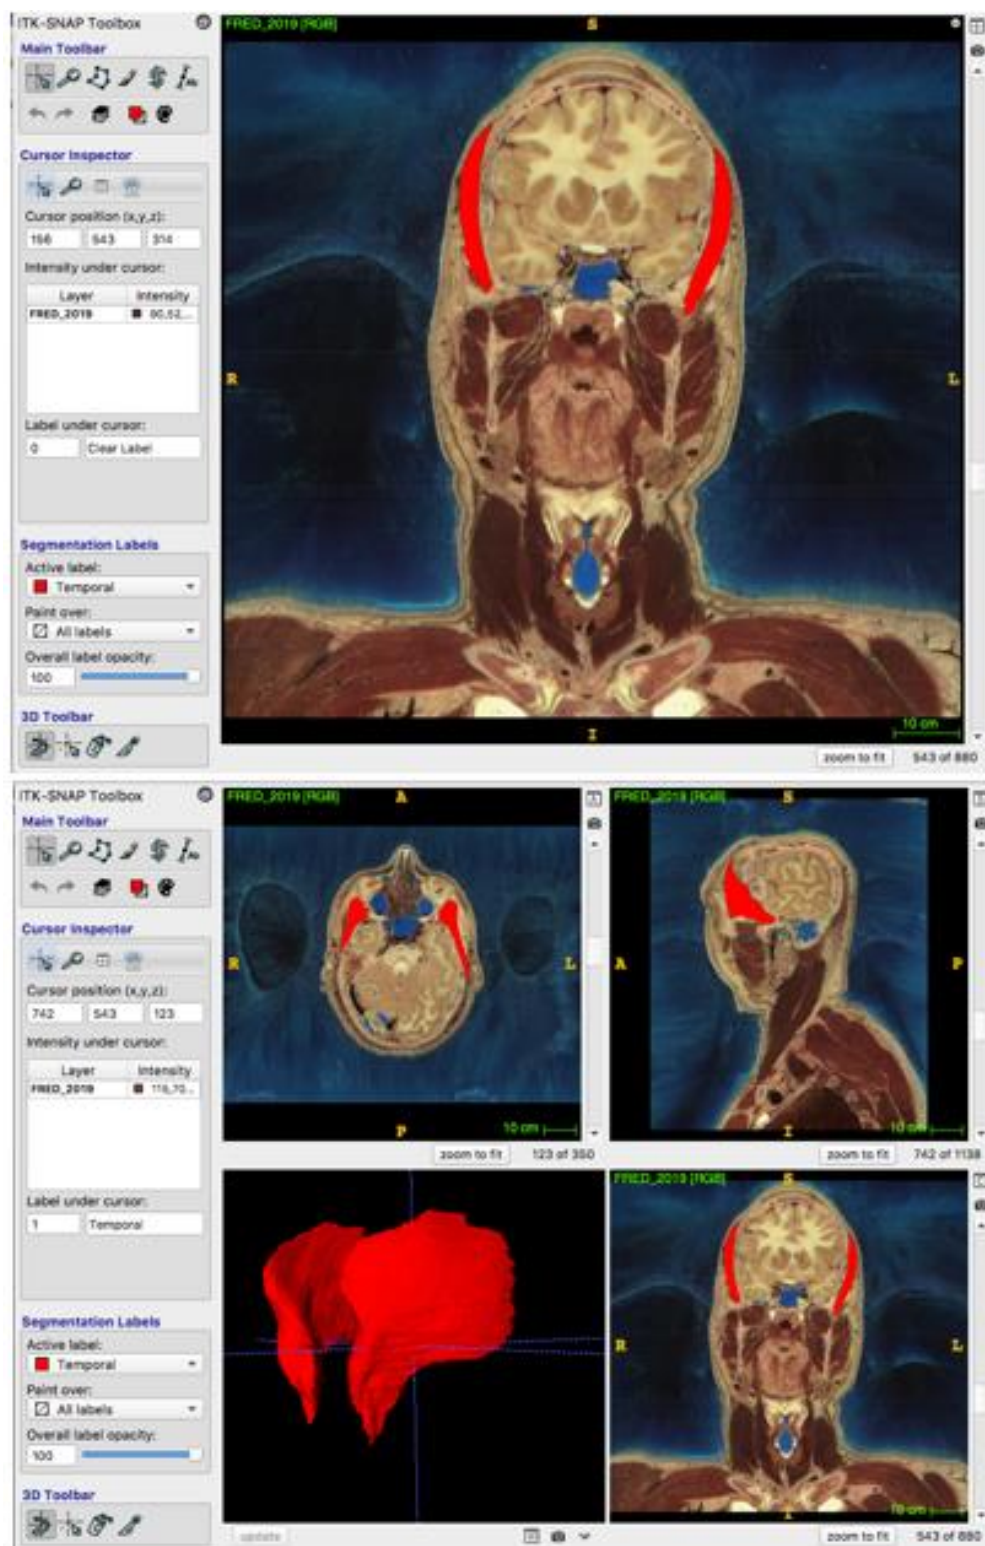 ITK-SNAP Toolbox
Main Toolbar
Cursor Inspector
Cursor position (x,y,z):
156 543 314
Intensity under cursor:
Layer Intensity
FRED_2019
Label under cursor:
0 Clear Label
Segmentation Labels
Active label:
Temporal
Paint over:
All labels
Overall label opacity:
100
3D Toolbar
FRED_2019 [RGB]
S
R
L
I
10 cm
zoom to fit 543 of 880
ITK-SNAP Toolbox
Main Toolbar
Cursor Inspector
Cursor position (x,y,z):
742 543 123
Intensity under cursor:
Layer Intensity
FRED_2019
Label under cursor:
1 Temporal
Segmentation Labels
Active label:
Temporal
Paint over:
All labels
Overall label opacity:
100
3D Toolbar
FRED_2019 [RGB]
A
R
L
P
10 cm
zoom to fit 123 of 350
FRED_2019 [RGB]
S
A
P
I
10 cm
zoom to fit 742 of 1138
update
FRED_2019 [RGB]
S
R
L
I
10 cm
zoom to fit 543 of 880